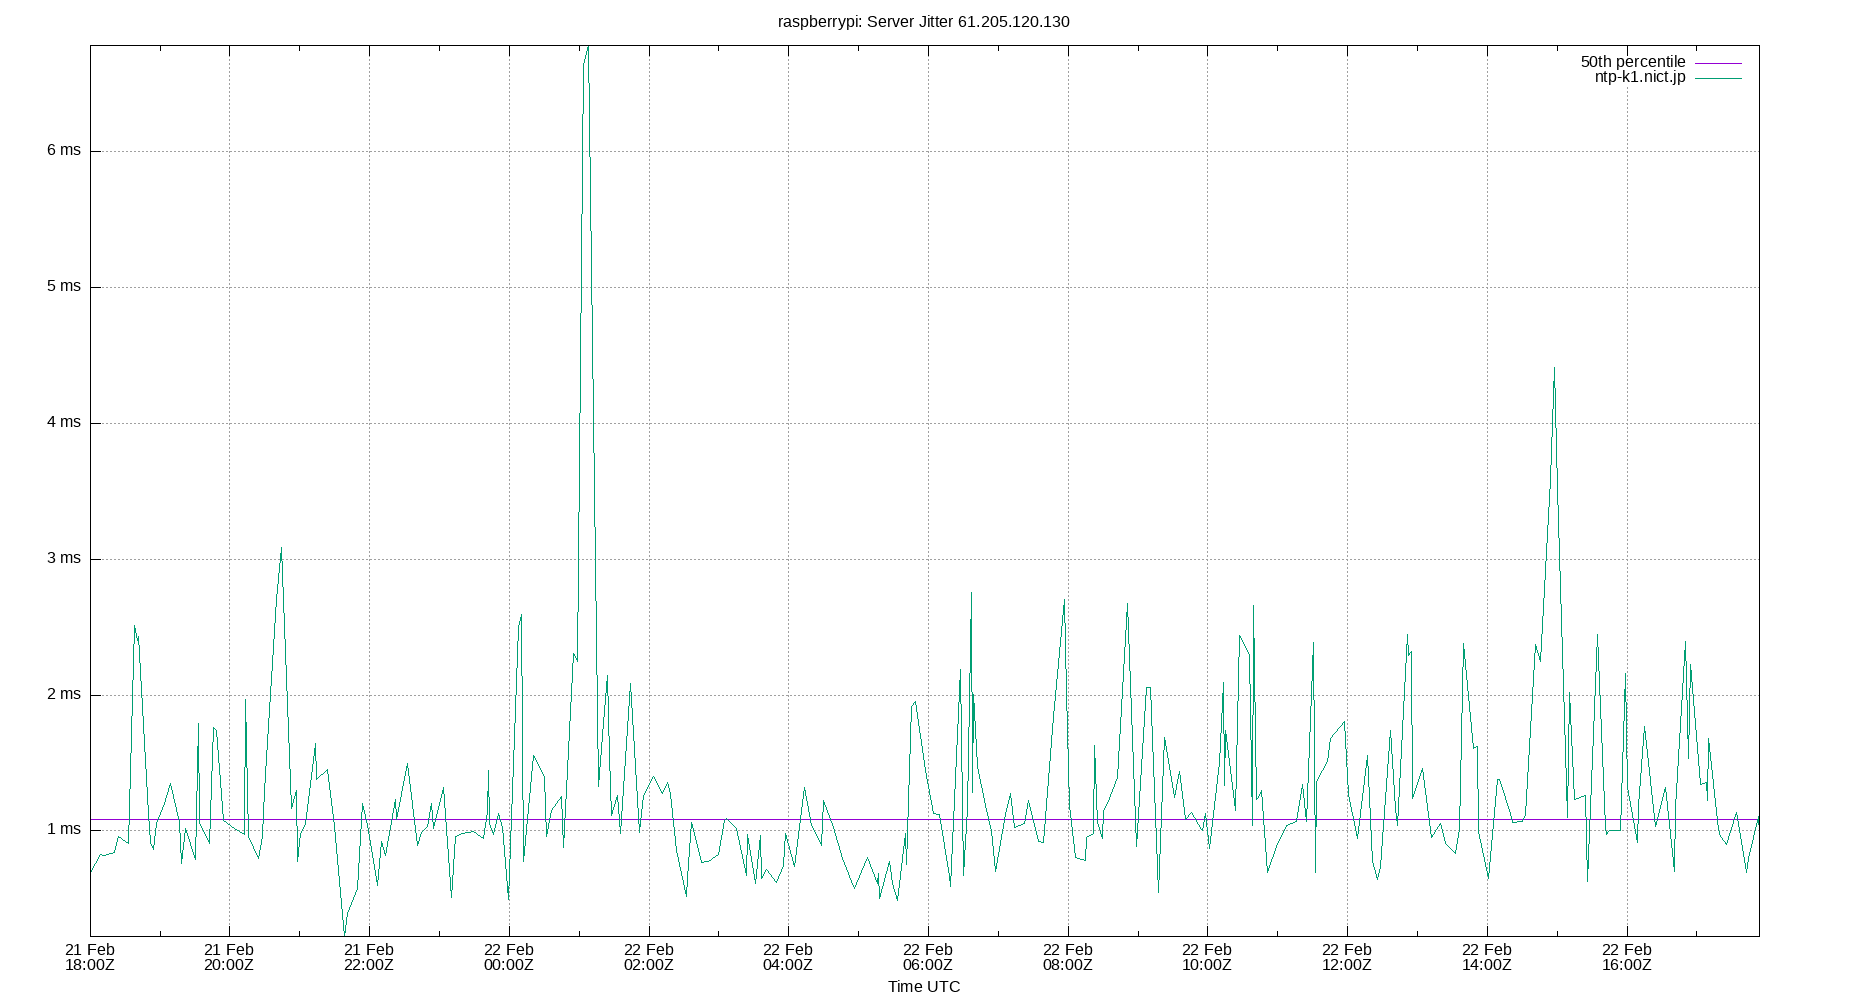 raspberrypi: Server Jitter 61.205.120.130
50th percentile
ntp-k1.nict.jp
6 ms
5 ms
4 ms
3 ms
2 ms
1 ms
21 Feb 21 Feb 21 Feb 22 Feb 22 Feb 22 Feb 22 Feb 22 Feb 22 Feb 22 Feb 22 Feb 22 Feb
18:00Z 20:00Z 22:00Z 00:00Z 02:00Z 04:00Z 06:00Z 08:00Z 10:00Z 12:00Z 14:00Z 16:00Z
Time UTC